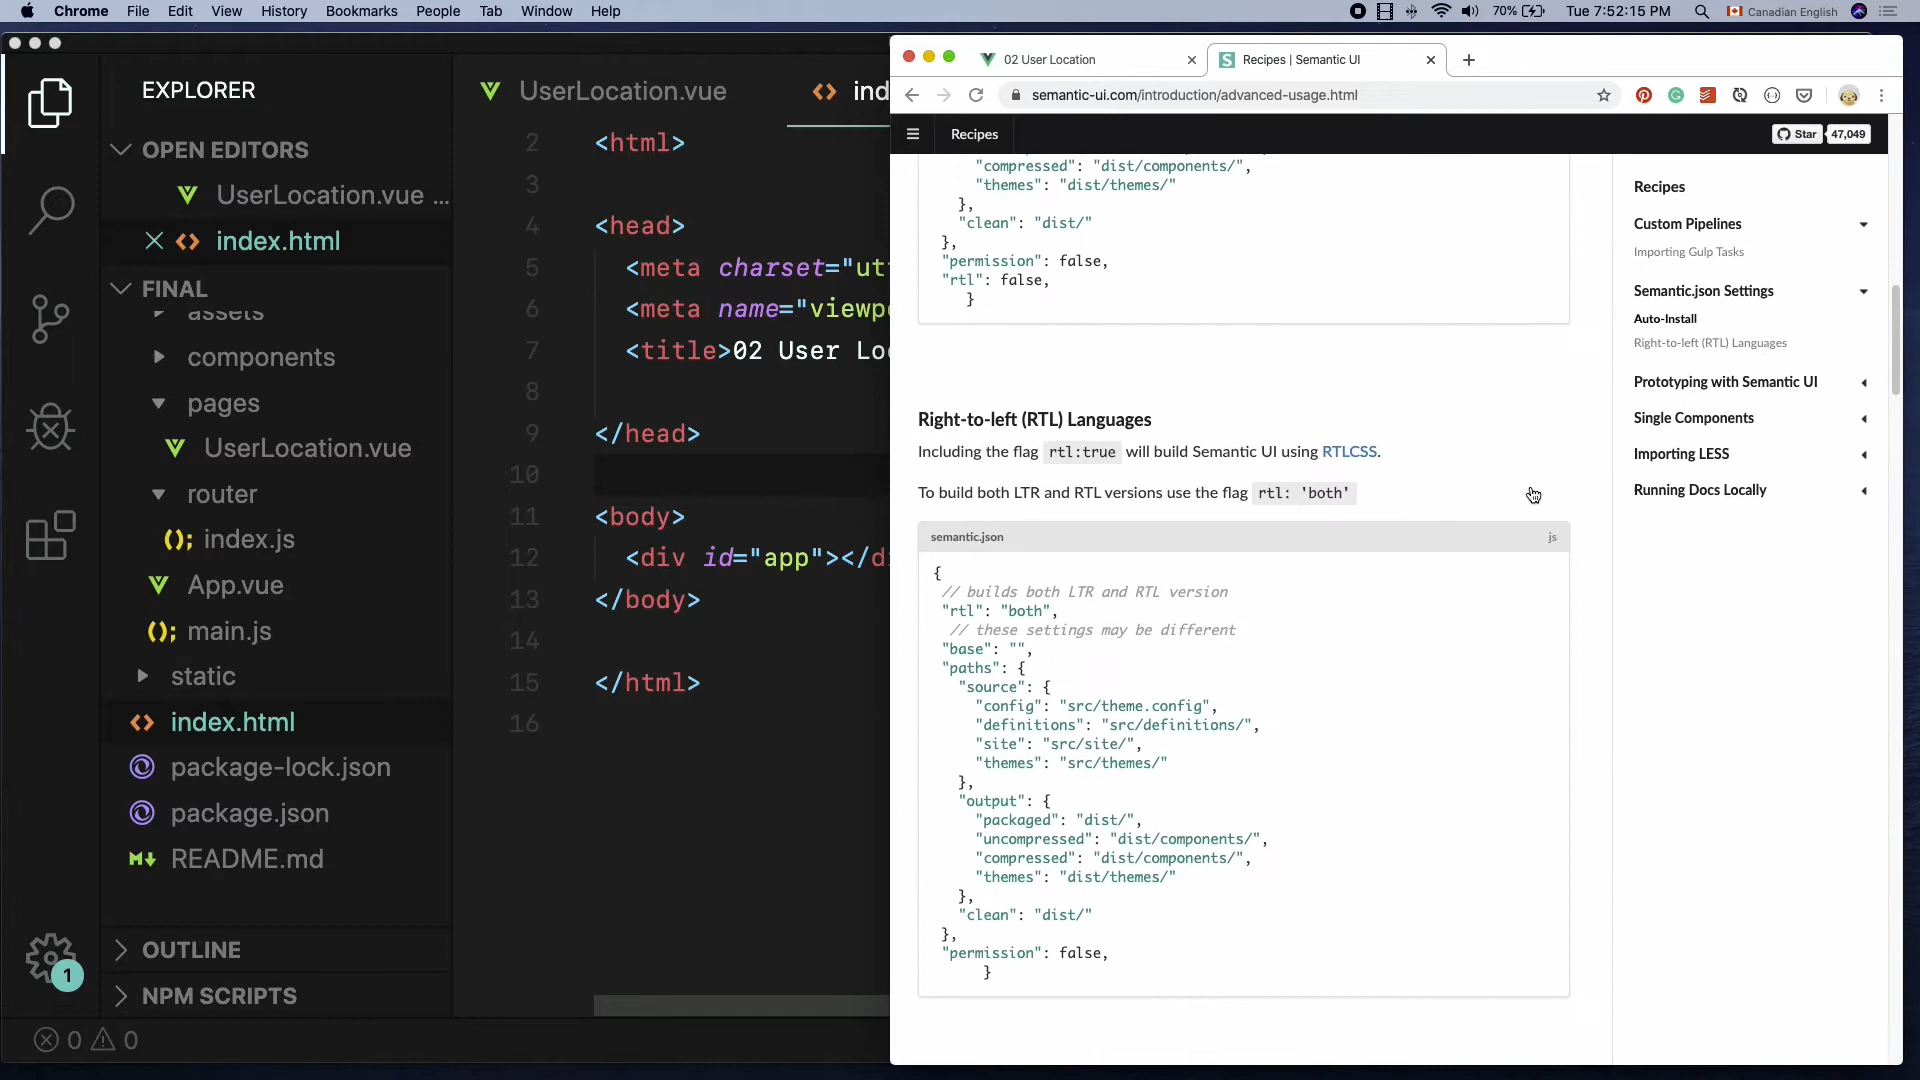 Chrome File Edit View History Bookmarks People Tab Window Help
70% Tue 7:52:15 PM Canadian English
EXPLORER
OPEN EDITORS
UserLocation.vue ...
index.html
FINAL
assets
components
pages
UserLocation.vue
router
index.js
App.vue
main.js
static
index.html
package-lock.json
package.json
README.md
OUTLINE
NPM SCRIPTS
1
0 0
UserLocation.vue
ind
2 <html>
3
4 <head>
5 <meta charset="ut
6 <meta name="viewp
7 <title>02 User Lo
8
9 </head>
10
11 <body>
12 <div id="app"></d
13 </body>
14
15 </html>
16
02 User Location
Recipes | Semantic UI
semantic-ui.com/introduction/advanced-usage.html
Recipes
Star 47,049
"compressed": "dist/components/",
"themes": "dist/themes/"
},
"clean": "dist/"
},
"permission": false,
"rtl": false,
}
Right-to-left (RTL) Languages
Including the flag rtl:true will build Semantic UI using RTLCSS.
To build both LTR and RTL versions use the flag rtl: 'both'
semantic.json js
{
// builds both LTR and RTL version
"rtl": "both",
// these settings may be different
"base": "",
"paths": {
"source": {
"config": "src/theme.config",
"definitions": "src/definitions/",
"site": "src/site/",
"themes": "src/themes/"
},
"output": {
"packaged": "dist/",
"uncompressed": "dist/components/",
"compressed": "dist/components/",
"themes": "dist/themes/"
},
"clean": "dist/"
},
"permission": false,
}
Recipes
Custom Pipelines
Importing Gulp Tasks
Semantic.json Settings
Auto-Install
Right-to-left (RTL) Languages
Prototyping with Semantic UI
Single Components
Importing LESS
Running Docs Locally